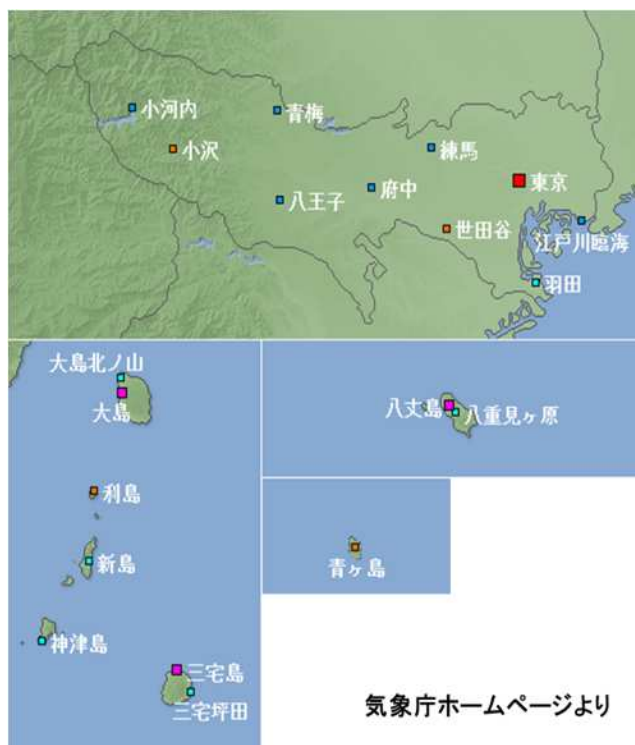 小河内
青梅
小沢
練馬
東京
八王子
府中
世田谷
江戸川臨海
羽田
大島北ノ山
大島
利島
新島
神津島
三宅島
三宅坪田
八丈島
八重見ヶ原
青ヶ島
気象庁ホームページより